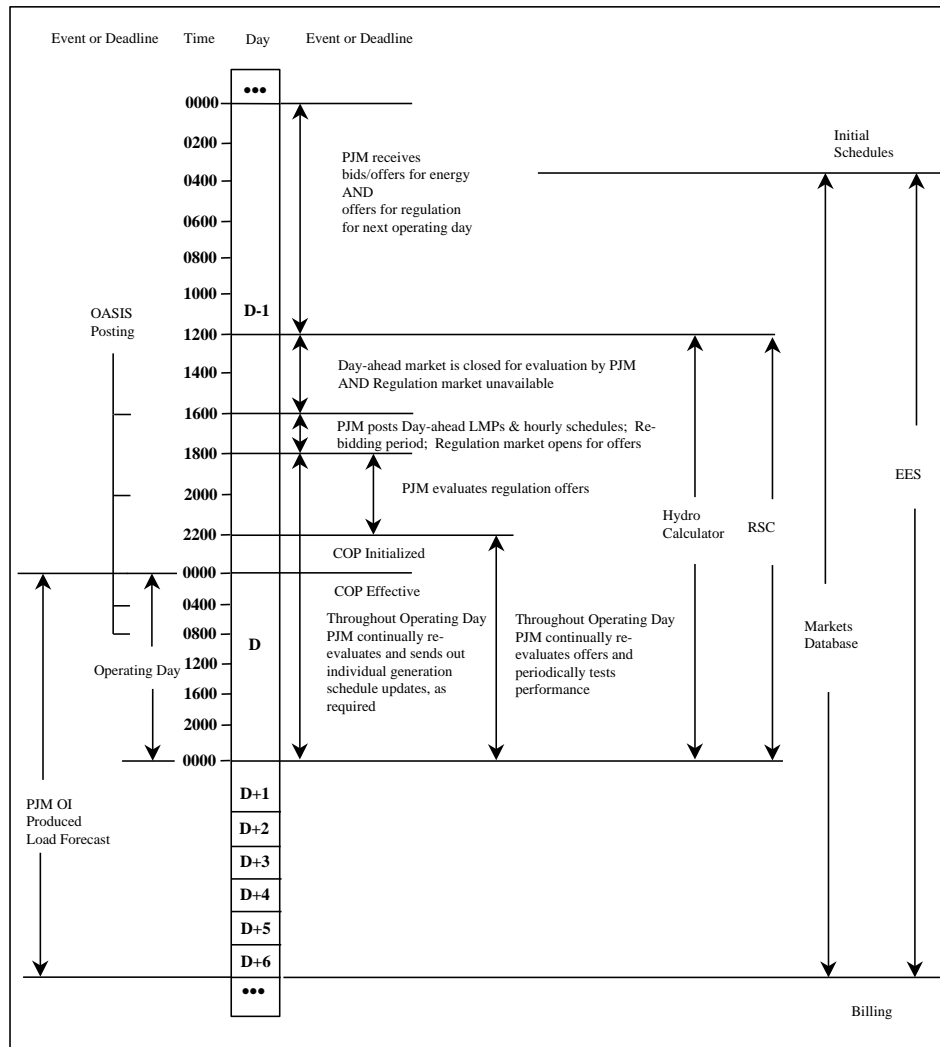 Event or Deadline Time Day Event or Deadline
•••
0000
0200
0400
0600
0800
1000
1200
1400
1600
1800
2000
2200
0000
0400
0800
1200
1600
2000
0000
D-1
D
D+1
D+2
D+3
D+4
D+5
D+6
•••
OASIS
Posting
Operating Day
PJM OI
Produced
Load Forecast
PJM receives
bids/offers for energy
AND
offers for regulation
for next operating day
Day-ahead market is closed for evaluation by PJM
AND Regulation market unavailable
PJM posts Day-ahead LMPs & hourly schedules; Re-
bidding period; Regulation market opens for offers
PJM evaluates regulation offers
COP Initialized
COP Effective
Throughout Operating Day
PJM continually re-
evaluates and sends out
individual generation
schedule updates, as
required
Throughout Operating Day
PJM continually re-
evaluates offers and
periodically tests
performance
Hydro
Calculator
RSC
Initial
Schedules
Markets
Database
EES
Billing